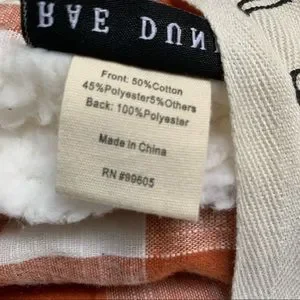 RAE DUN
Front: 50%Cotton
45%Polyester5%Others
Back: 100%Polyester
Made in China
RN #99605